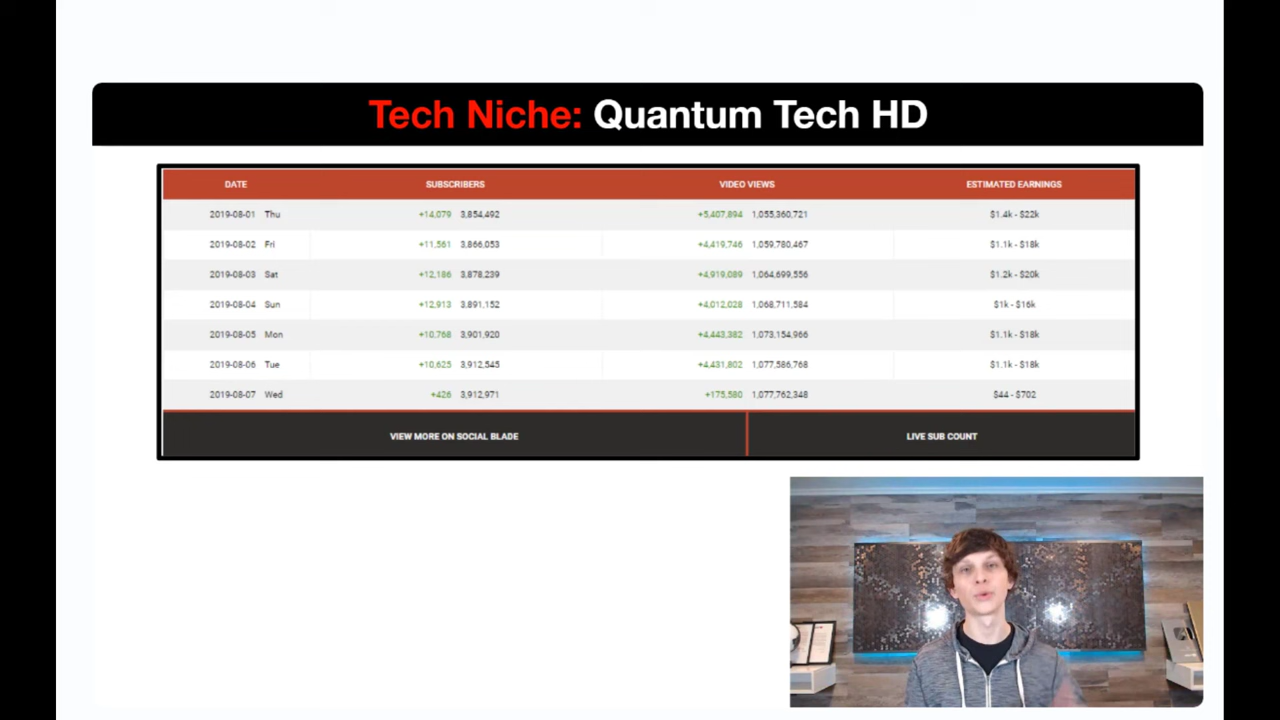 Tech Niche: Quantum Tech HD
DATE SUBSCRIBERS VIDEO VIEWS ESTIMATED EARNINGS
2019-08-01 Thu +14,079 3,854,492 +5,407,894 1,055,360,721 $1.4k - $22k
2019-08-02 Fri +11,561 3,866,053 +4,419,746 1,059,780,467 $1.1k - $18k
2019-08-03 Sat +12,186 3,878,239 +4,919,089 1,064,699,556 $1.2k - $20k
2019-08-04 Sun +12,913 3,891,152 +4,012,028 1,068,711,584 $1k - $16k
2019-08-05 Mon +10,768 3,901,920 +4,443,382 1,073,154,966 $1.1k - $18k
2019-08-06 Tue +10,625 3,912,545 +4,431,802 1,077,586,768 $1.1k - $18k
2019-08-07 Wed +426 3,912,971 +175,580 1,077,762,348 $44 - $702
VIEW MORE ON SOCIAL BLADE LIVE SUB COUNT